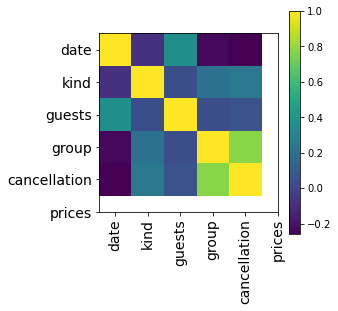 date
kind
guests
group
cancellation
prices
date
kind
guests
group
cancellation
prices
1.0
0.8
0.6
0.4
0.2
0.0
−0.2